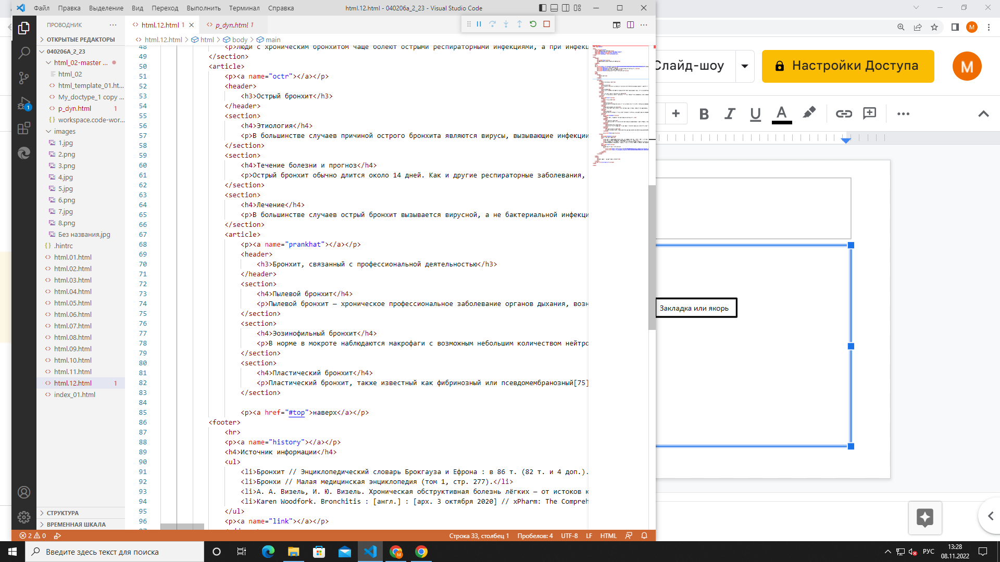 Файл Правка Выделение Вид Переход Выполнить Терминал Справка
html.12.html - 040206a_2_23 - Visual Studio Code
ПРОВОДНИК
ОТКРЫТЫЕ РЕДАКТОРЫ
040206A_2_23
html_02-master ...
html_02
html_template_01.ht...
My_doctype_1 copy ...
p_dyn.html 1
workspace.code-wor...
images
1.jpg
2.png
3.png
4.jpg
5.jpg
6.png
7.jpg
8.png
Без названия.jpg
.hintrc
html.01.html
html.02.html
html.03.html
html.04.html
html.05.html
html.06.html
html.07.html
html.08.html
html.09.html
html.10.html
html.11.html
html.12.html 1
index_01.html
СТРУКТУРА
ВРЕМЕННАЯ ШКАЛА
1
html.12.html 1
p_dyn.html 1
html.12.html > html > body > main
48 <p>Люди с хроническим бронхитом чаще болеют острыми респираторными инфекциями, а при инфекц
49 </section>
50 <article>
51 <p><a name="octr"></a></p>
52 <header>
53 <h3>Острый бронхит</h3>
54 </header>
55 <section>
56 <h4>Этиология</h4>
57 <p>В большинстве случаев причиной острого бронхита являются вирусы, вызывающие инфекции
58 </section>
59 <section>
60 <h4>Течение болезни и прогноз</h4>
61 <p>Острый бронхит обычно длится около 14 дней. Как и другие респираторные заболевания,
62 </section>
63 <section>
64 <h4>Лечение</h4>
65 <p>В большинстве случаев острый бронхит вызывается вирусной, а не бактериальной инфекци
66 </section>
67 <article>
68 <p><a name="prankhat"></a></p>
69 <header>
70 <h3>Бронхит, связанный с профессиональной деятельностью</h3>
71 </header>
72 <section>
73 <h4>Пылевой бронхит</h4>
74 <p>Пылевой бронхит — хроническое профессиональное заболевание органов дыхания, возн
75 </section>
76 <section>
77 <h4>Эозинофильный бронхит</h4>
78 <p>В норме в мокроте наблюдаются макрофаги с возможным небольшим количеством нейтро
79 </section>
80 <section>
81 <h4>Пластический бронхит</h4>
82 <p>Пластический бронхит, также известный как фибринозный или псевдомембранозный[75]
83 </section>
84
85 <p><a href="#top">наверх</a></p>
86 <footer>
87 <hr>
88 <p><a name="history"></a></p>
89 <h4>Источник информации</h4>
90 <ul>
91 <li>Бронхит // Энциклопедический словарь Брокгауза и Ефрона : в 86 т. (82 т. и 4 доп.).
92 <li>Бронхи // Малая медицинская энциклопедия (том 1, стр. 277).</li>
93 <li>А. А. Визель, И. Ю. Визель. Хроническая обструктивная болезнь лёгких — от истоков к
94 <li>Karen Woodfork. Bronchitis : [англ.] : [арх. 3 октября 2020] // xPharm: The Compreh
95 </ul>
96 <p><a name="link"></a></p>
2 0
Строка 33, столбец 1 Пробелов: 4 UTF-8 LF HTML
M
Слайд-шоу
Настройки Доступа
M
B I U A
Закладка или якорь
Введите здесь текст для поиска
M
РУС
13:28
08.11.2022